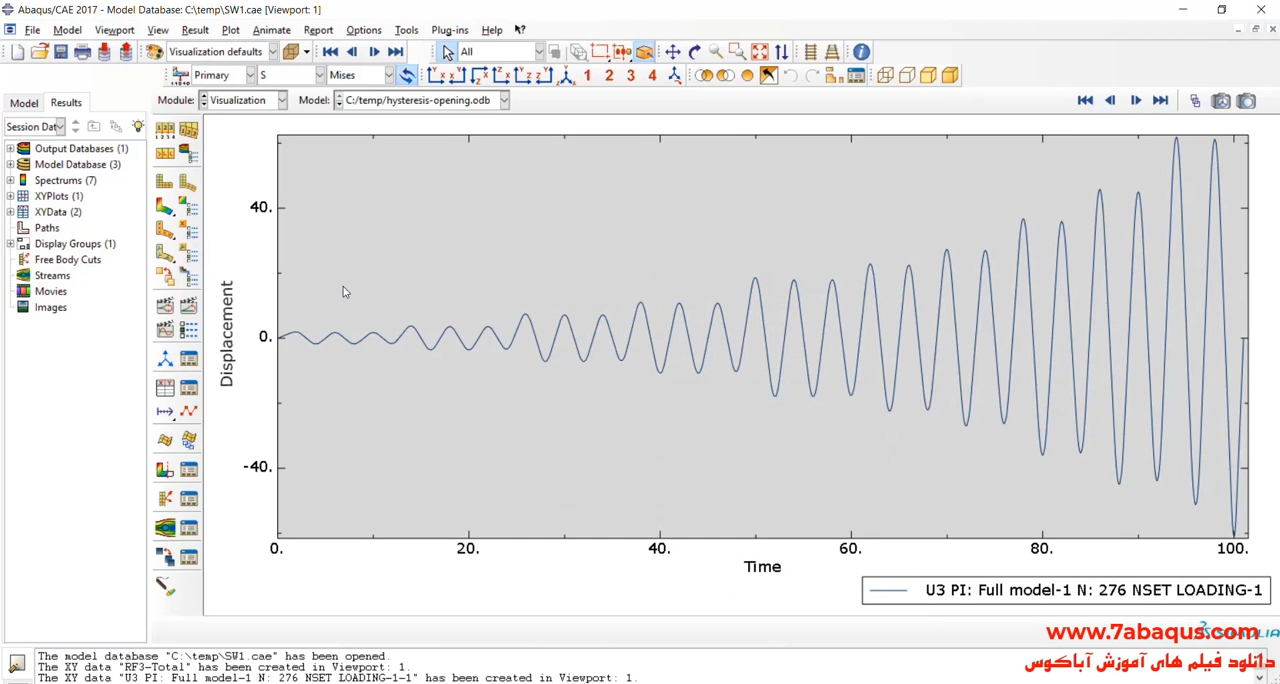 Abaqus/CAE 2017 - Model Database: C:\temp\SW1.cae [Viewport: 1]
File Model Viewport View Result Plot Animate Report Options Tools Plug-ins Help
Visualization defaults All
Primary S Mises 1 2 3 4
Model Results Module: Visualization Model: C:/temp/hysteresis-opening.odb
Session Dat
Output Databases (1)
Model Database (3)
Spectrums (7)
XYPlots (1)
XYData (2)
Paths
Display Groups (1)
Free Body Cuts
Streams
Movies
Images
40.
0.
-40.
Displacement
0. 20. 40. 60. 80. 100.
Time
U3 PI: Full model-1 N: 276 NSET LOADING-1
www.7abaqus.com
دانلود فیلم های آموزش آباکوس
The model database "C:\temp\SW1.cae" has been opened.
The XY data "RF3-Total" has been created in Viewport: 1.
The XY data "U3 PI: Full model-1 N: 276 NSET LOADING-1-1" has been created in Viewport: 1.